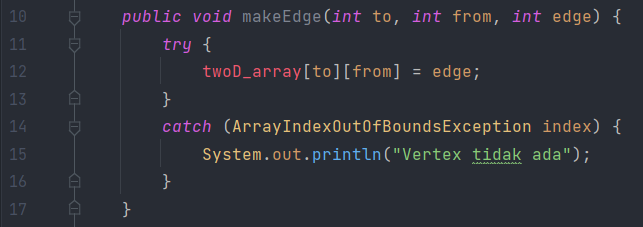 10 public void makeEdge(int to, int from, int edge) {
11 try {
12 twoD_array[to][from] = edge;
13 }
14 catch (ArrayIndexOutOfBoundsException index) {
15 System.out.println("Vertex tidak ada");
16 }
17 }